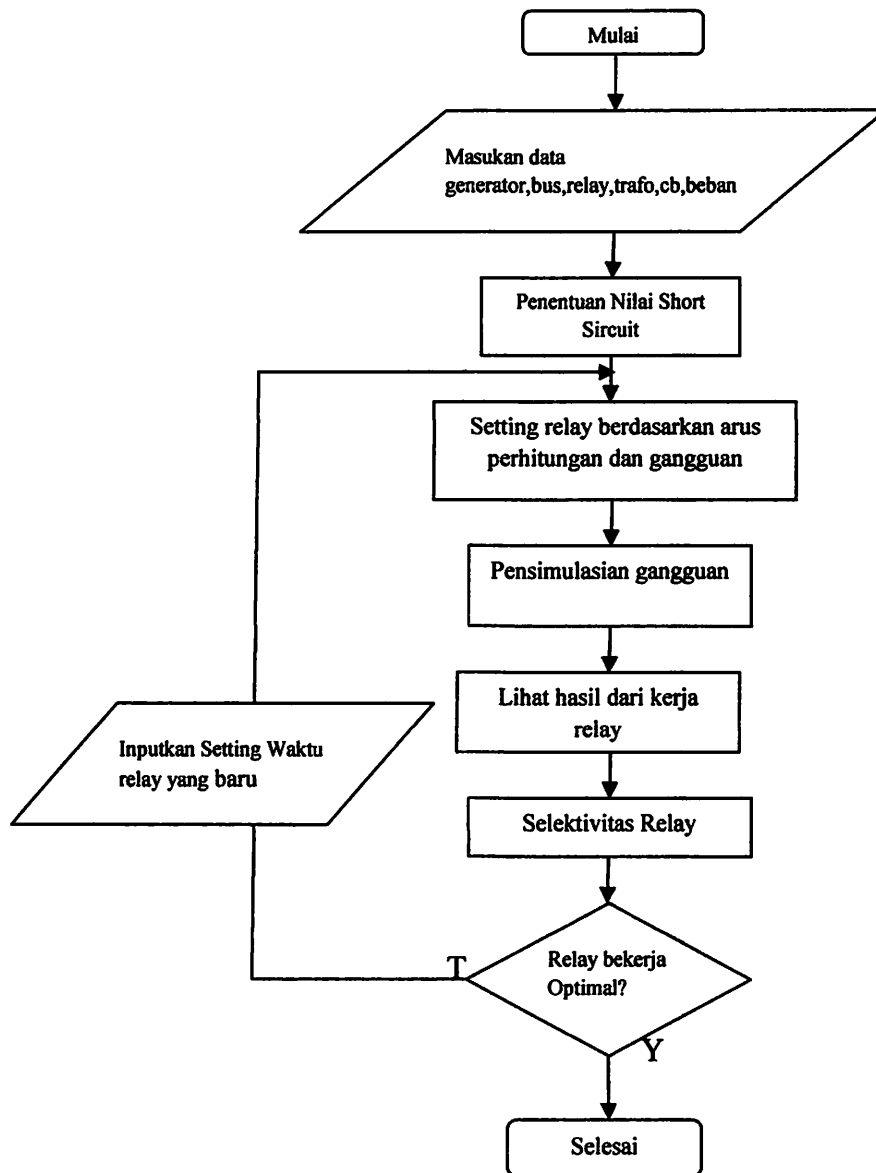 Mulai
Masukan data
generator,bus,relay,trafo,cb,beban
Penentuan Nilai Short
Sircuit
Setting relay berdasarkan arus
perhitungan dan gangguan
Pensimulasian gangguan
Lihat hasil dari kerja
relay
Inputkan Setting Waktu
relay yang baru
Selektivitas Relay
T
Relay bekerja
Optimal?
Y
Selesai